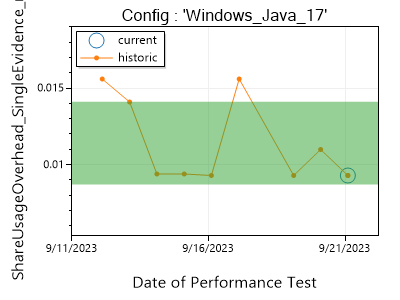 Config : 'Windows_Java_17'
current
historic
ShareUsageOverhead_SingleEvidence_
0.015
0.01
9/11/2023
9/16/2023
9/21/2023
Date of Performance Test